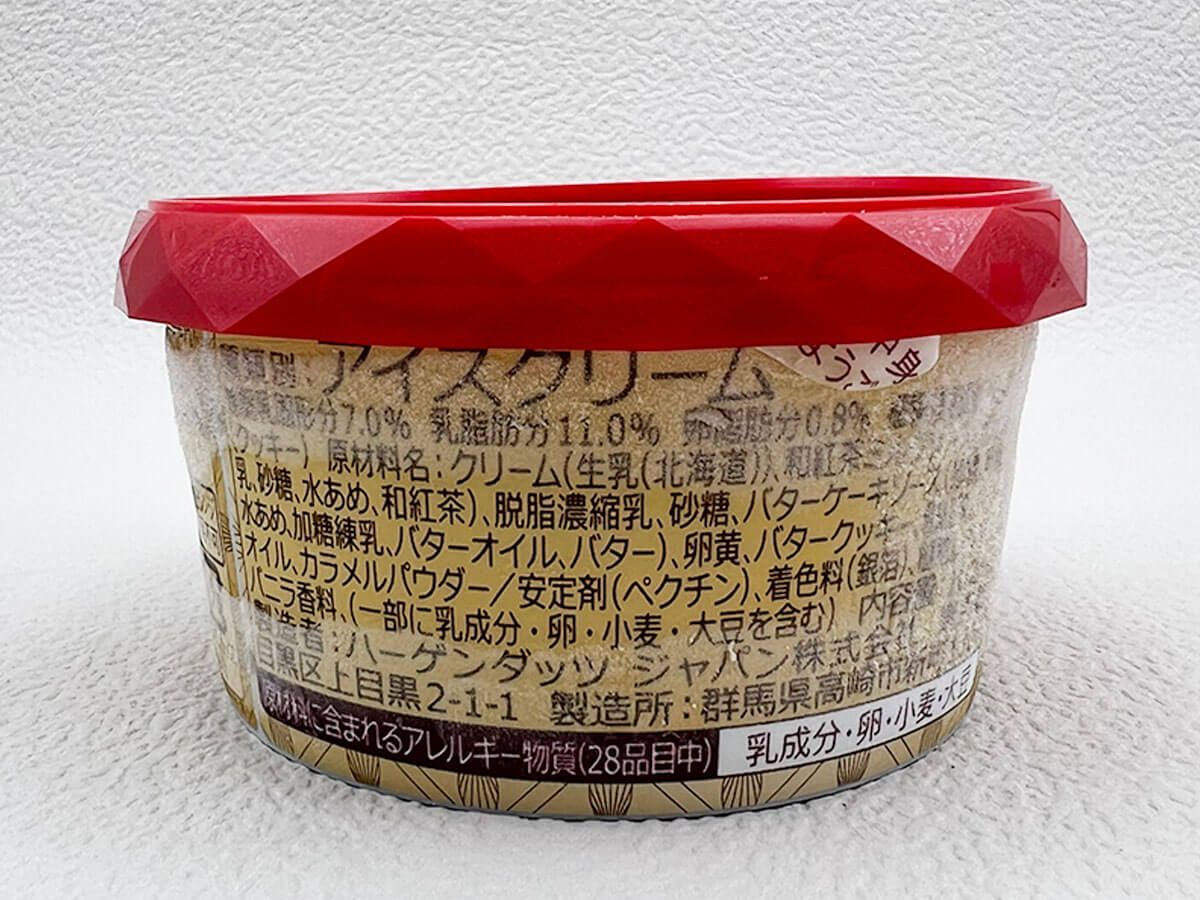 種類別:アイスクリーム
固形分7.0% 乳脂肪分11.0% 卵脂肪分0.8%
クッキー) 原材料名:クリーム(生乳(北海道))、和紅茶
乳、砂糖、水あめ、和紅茶)、脱脂濃縮乳、砂糖、バターケーキソース
水あめ、加糖練乳、バターオイル、バター)、卵黄、バタークッキー
オイル、カラメルパウダー/安定剤(ペクチン)、着色料(銀箔)、
バニラ香料、(一部に乳成分・卵・小麦・大豆を含む) 内容量
製造者:ハーゲンダッツ ジャパン株式会社
目黒区上目黒2-1-1 製造所:群馬県高崎市新町
原材料に含まれるアレルギー物質(28品目中) 乳成分・卵・小麦・大豆